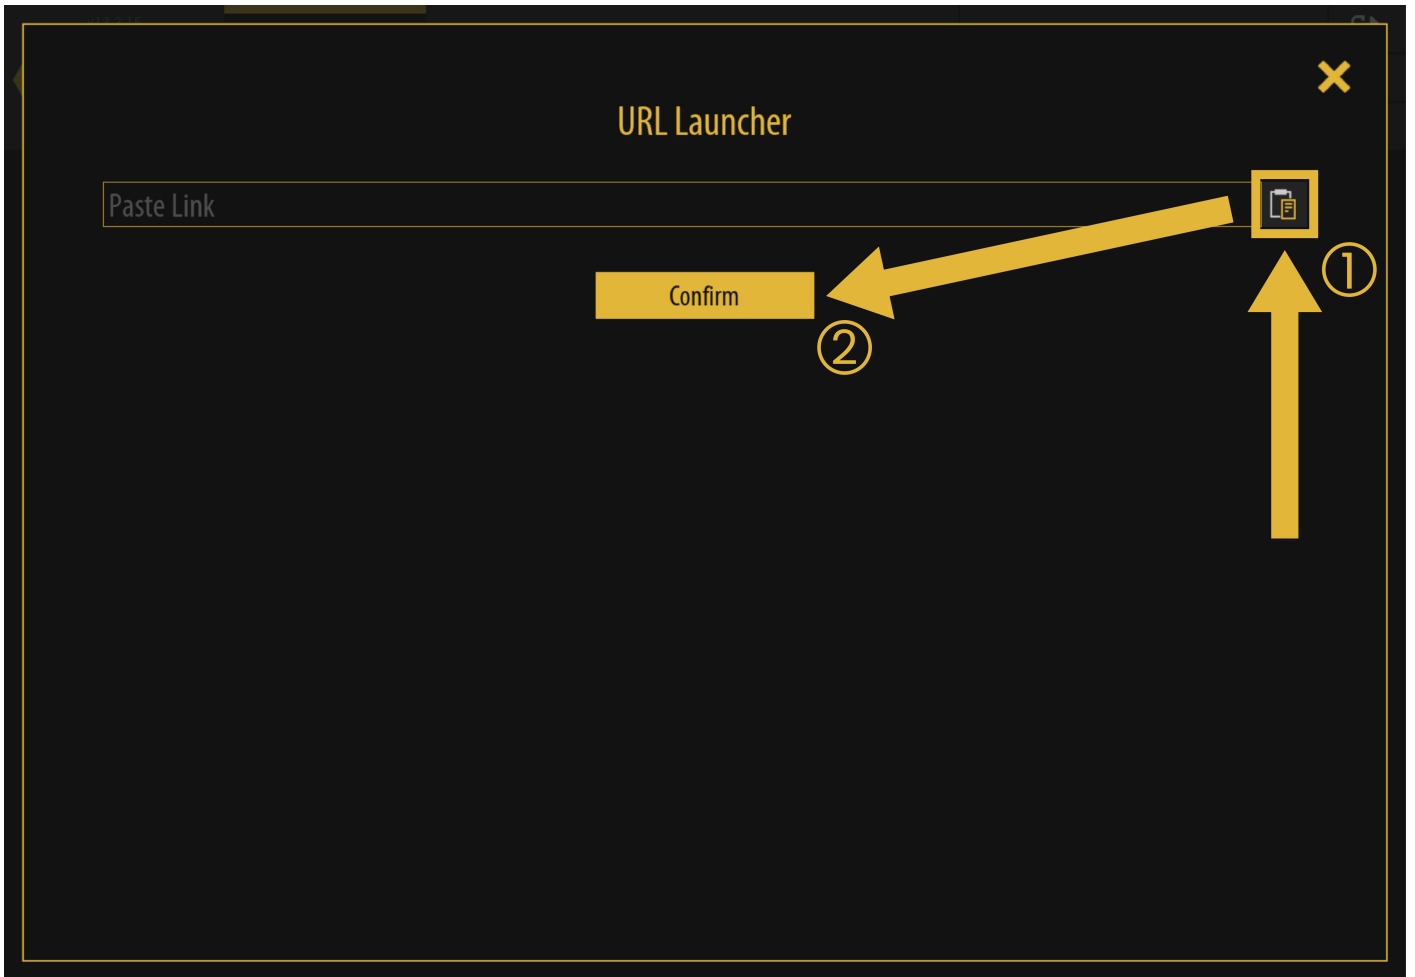 URL Launcher
Paste Link
①
Confirm
②